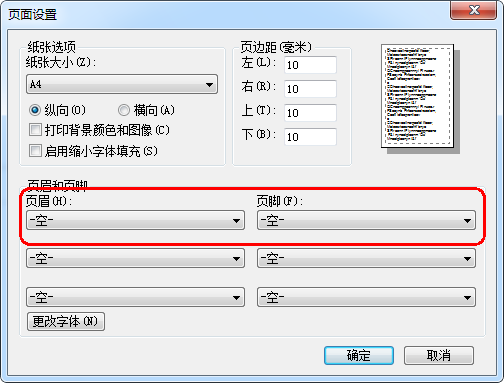 页面设置
纸张选项
纸张大小(Z):
A4
纵向(O) 横向(A)
打印背景颜色和图像(C)
启用缩小字体填充(S)
页边距(毫米)
左(L): 10
右(R): 10
上(T): 10
下(B): 10
页眉和页脚
页眉(H): 页脚(F):
-空- -空-
-空- -空-
-空- -空-
更改字体(N)
确定 取消